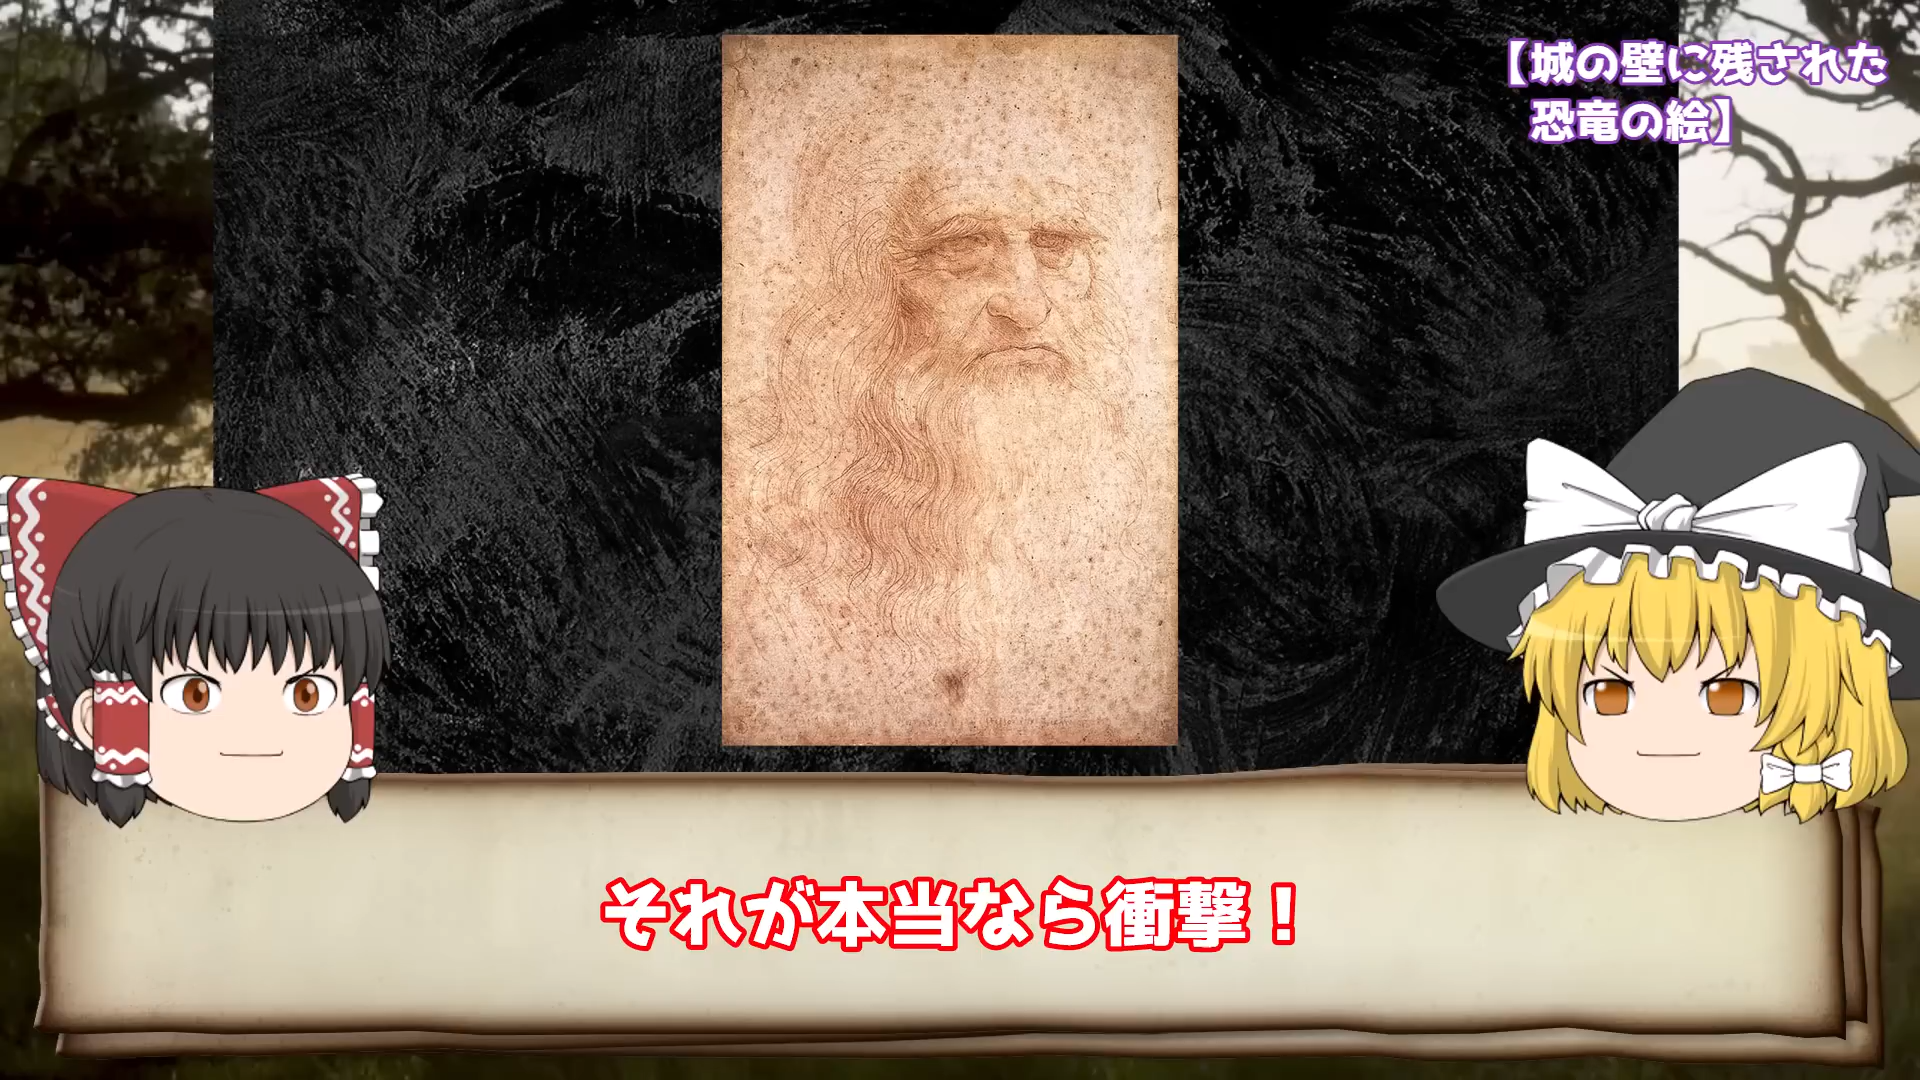 【城の壁に残された
恐竜の絵】
それが本当なら衝撃！